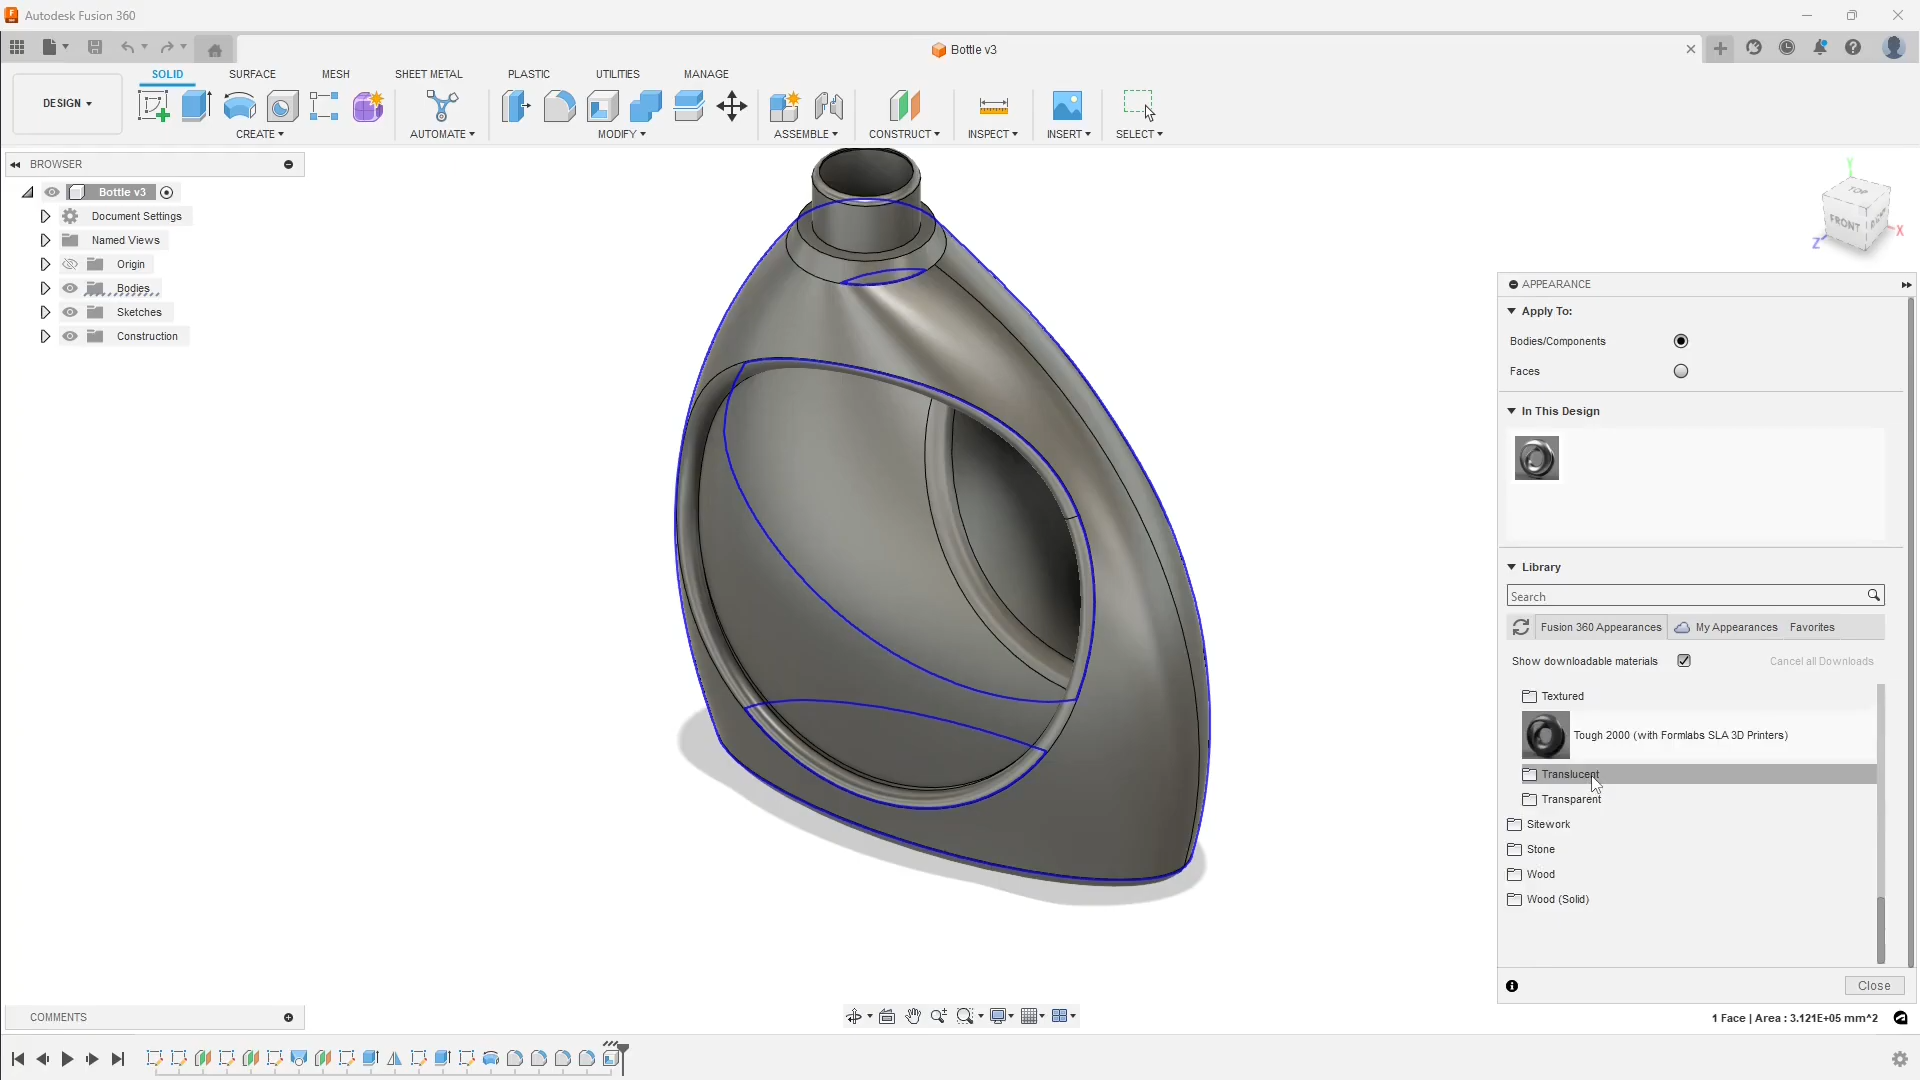 Autodesk Fusion 360
Bottle v3
DESIGN
SOLID
SURFACE
MESH
SHEET METAL
PLASTIC
UTILITIES
MANAGE
CREATE
AUTOMATE
MODIFY
ASSEMBLE
CONSTRUCT
INSPECT
INSERT
SELECT
BROWSER
Bottle v3
Document Settings
Named Views
Origin
Bodies
Sketches
Construction
Y
TOP
FRONT
X
Z
APPEARANCE
Apply To:
Bodies/Components
Faces
In This Design
Library
Search
Fusion 360 Appearances
My Appearances
Favorites
Show downloadable materials
Cancel all Downloads
Textured
Tough 2000 (with Formlabs SLA 3D Printers)
Translucent
Transparent
Sitework
Stone
Wood
Wood (Solid)
Close
COMMENTS
1 Face | Area : 3.121E+05 mm^2